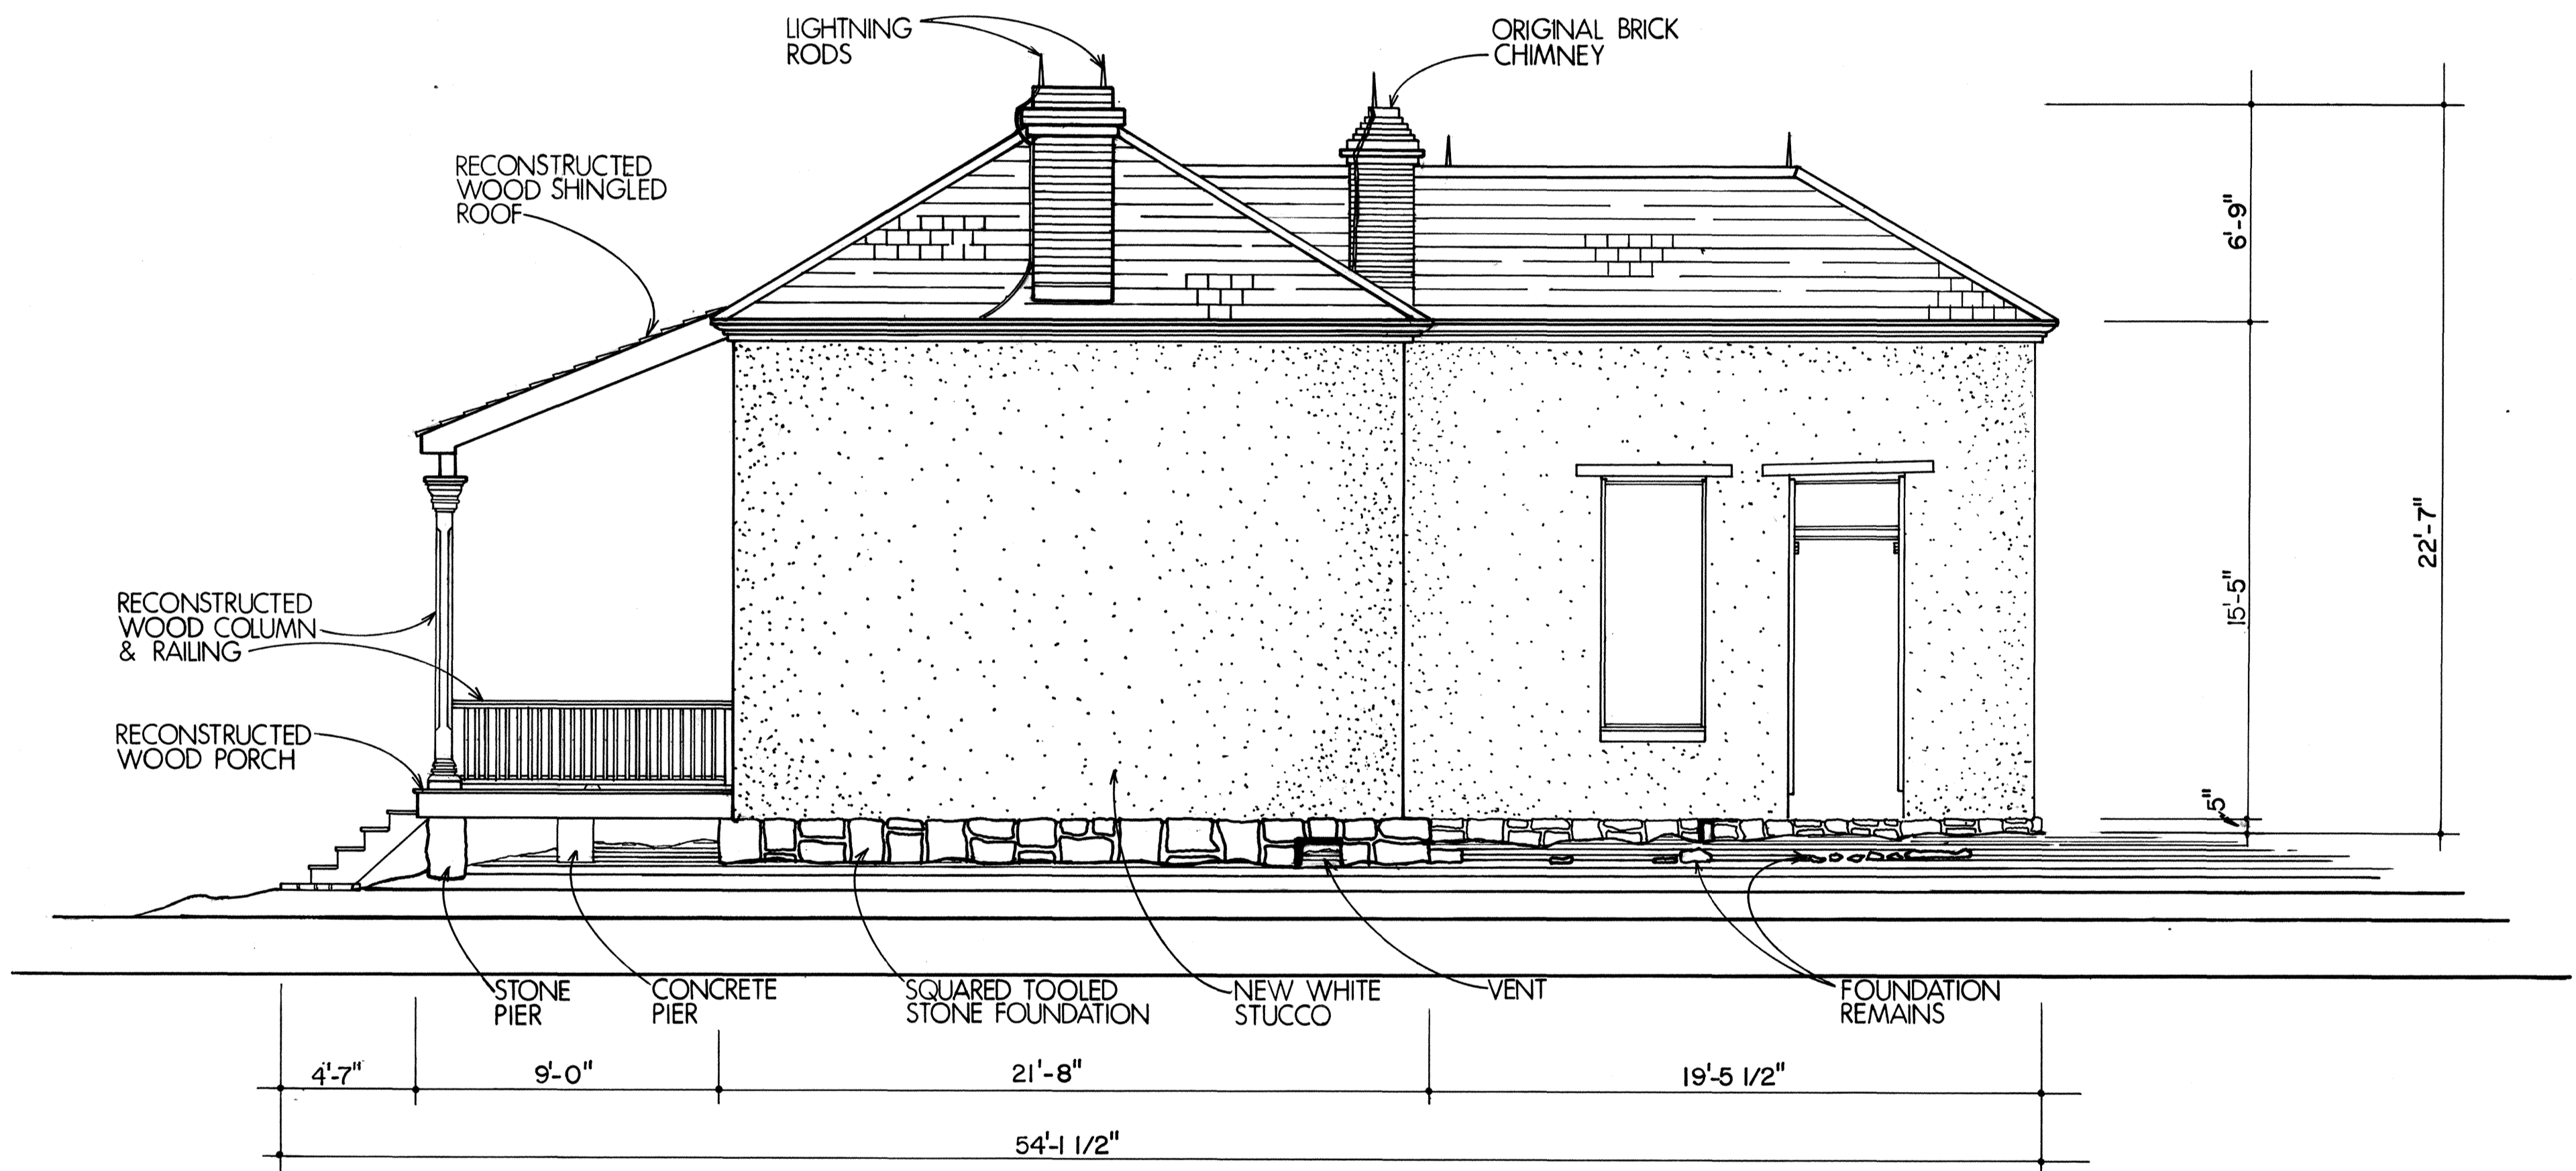 LIGHTNING
RODS
ORIGINAL BRICK
CHIMNEY
RECONSTRUCTED
WOOD SHINGLED
ROOF
6'-9"
22'-7"
15'-5"
RECONSTRUCTED
WOOD COLUMN
& RAILING
RECONSTRUCTED
WOOD PORCH
5"
STONE
PIER
CONCRETE
PIER
SQUARED TOOLED
STONE FOUNDATION
NEW WHITE
STUCCO
VENT
FOUNDATION
REMAINS
4'-7"
9'-0"
21'-8"
19'-5 1/2"
54'-1 1/2"